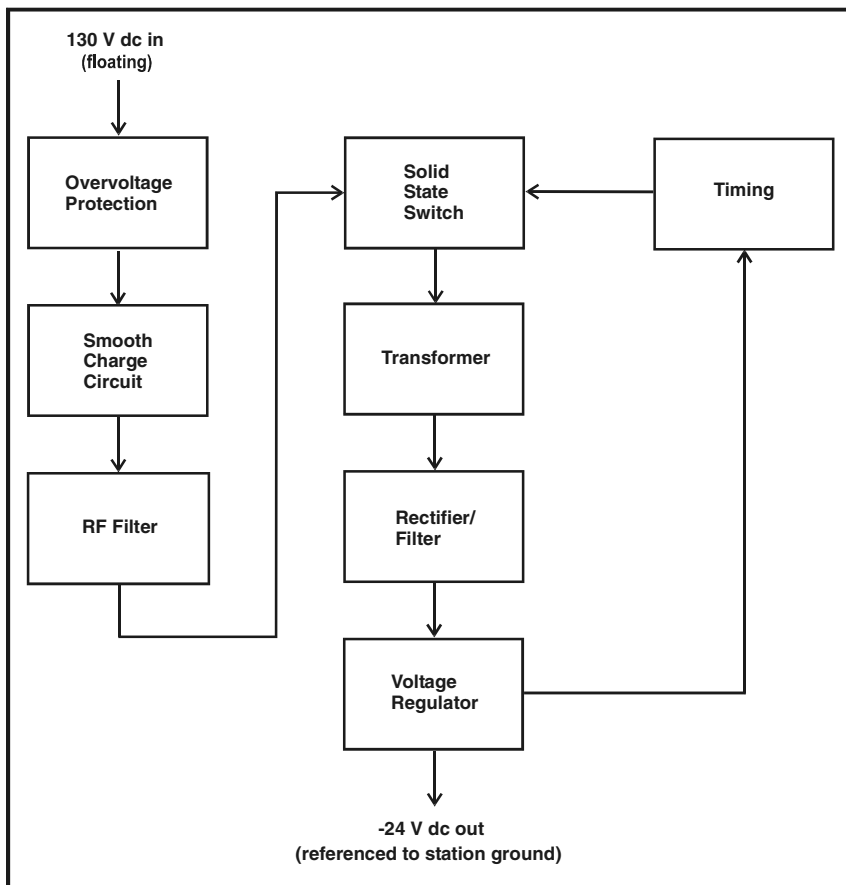 130 V dc in
(floating)
Overvoltage
Protection
Smooth
Charge
Circuit
RF Filter
Solid
State
Switch
Timing
Transformer
Rectifier/
Filter
Voltage
Regulator
-24 V dc out
(referenced to station ground)